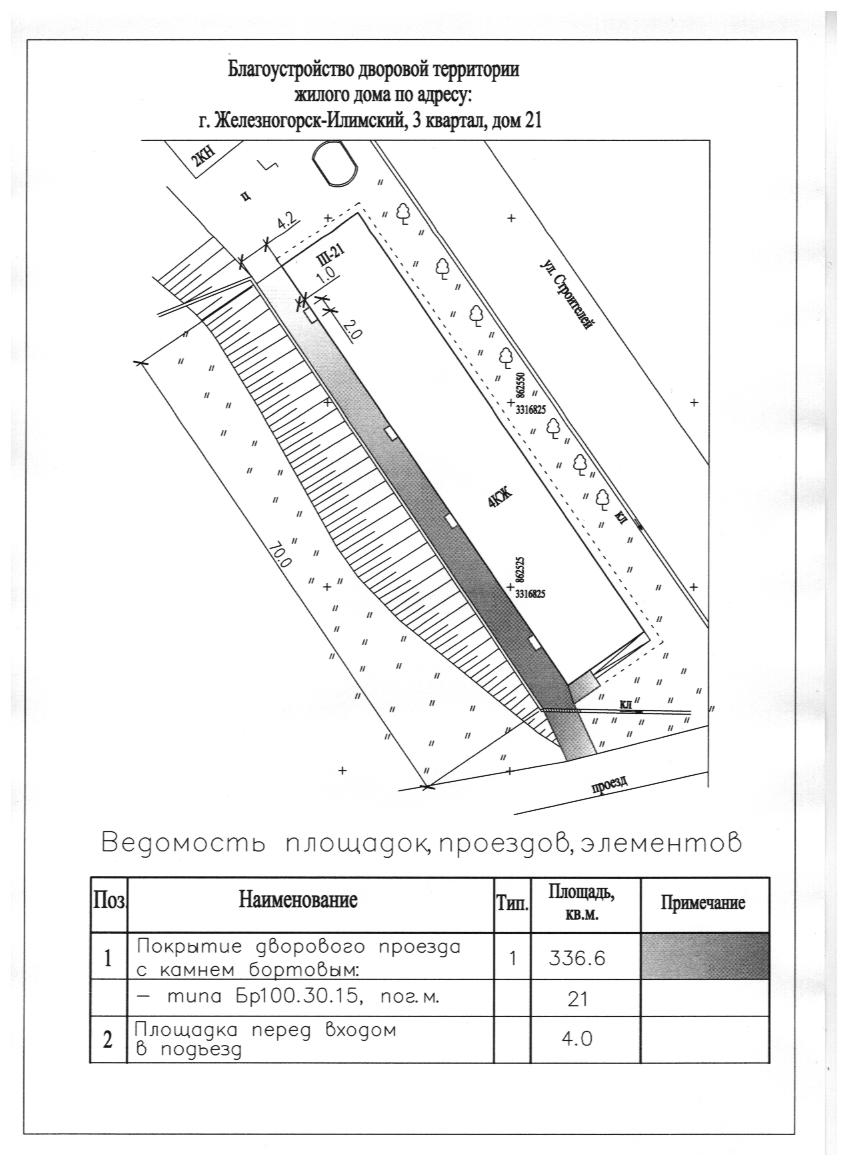 Благоустройство дворовой территории
жилого дома по адресу:
г. Железногорск-Илимский, 3 квартал, дом 21
2КН
ц
4.2
III-21
1.0
2.0
ул. Строителей
862550
3316825
4КЖ
кл
70.0
862525
3316825
кл
проезд
Ведомость площадок, проездов, элементов
Поз. Наименование Тип. Площадь, кв.м. Примечание
1 Покрытие дворового проезда 1 336.6
с камнем бортовым:
– типа Бр100.30.15, пог.м. 21
2 Площадка перед входом 4.0
в подъезд